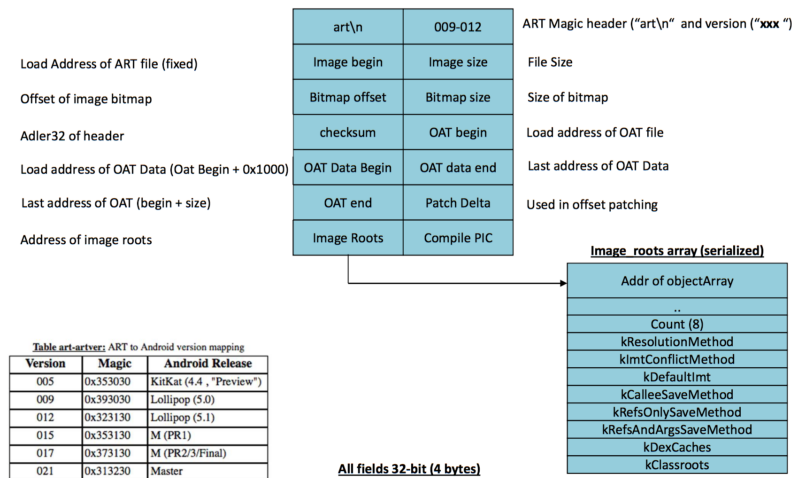 art\n 009-012 ART Magic header ("art\n" and version ("xxx ")
Load Address of ART file (fixed) Image begin Image size File Size
Offset of image bitmap Bitmap offset Bitmap size Size of bitmap
Adler32 of header checksum OAT begin Load address of OAT file
Load address of OAT Data (Oat Begin + 0x1000) OAT Data Begin OAT data end Last address of OAT Data
Last address of OAT (begin + size) OAT end Patch Delta Used in offset patching
Address of image roots Image Roots Compile PIC
Image_roots array (serialized)
Addr of objectArray
..
Count (8)
kResolutionMethod
kImtConflictMethod
kDefaultImt
kCalleeSaveMethod
kRefsOnlySaveMethod
kRefsAndArgsSaveMethod
kDexCaches
kClassroots
Table art-artver: ART to Android version mapping
Version Magic Android Release
005 0x353030 KitKat (4.4 , "Preview")
009 0x393030 Lollipop (5.0)
012 0x323130 Lollipop (5.1)
015 0x353130 M (PR1)
017 0x373130 M (PR2/3/Final)
021 0x313230 Master
All fields 32-bit (4 bytes)